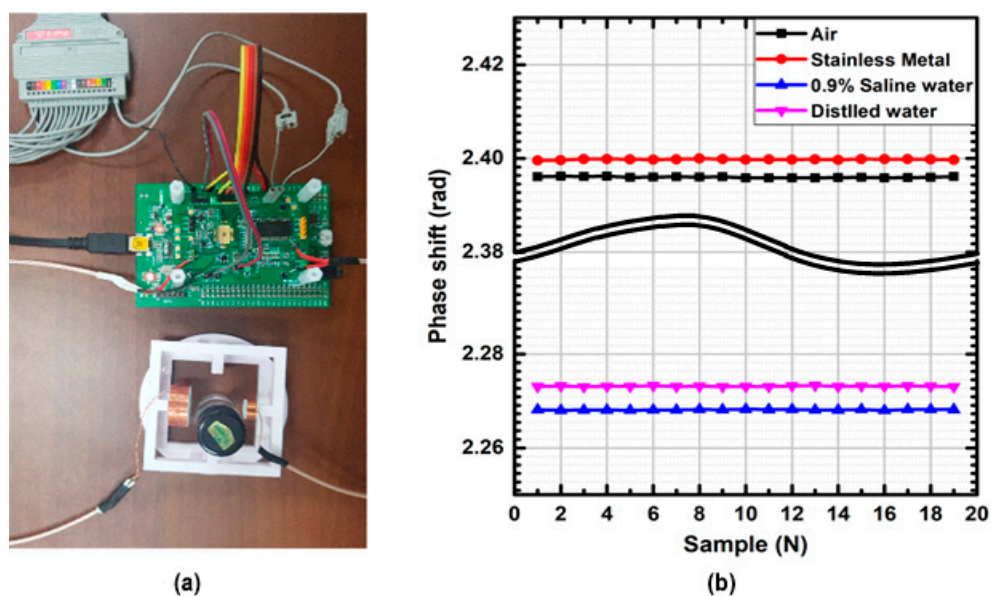 Air
Stainless Metal
0.9% Saline water
Distlled water
2.42
2.40
2.38
2.28
2.26
Phase shift (rad)
0 2 4 6 8 10 12 14 16 18 20
Sample (N)
(a)
(b)